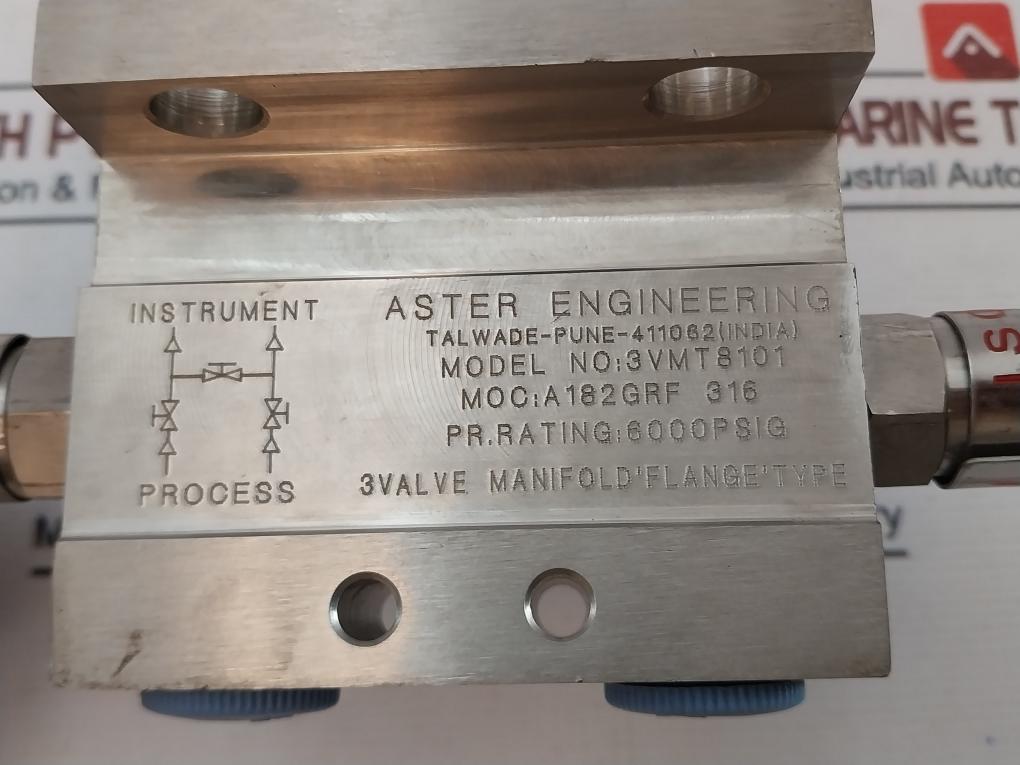 INSTRUMENT
PROCESS
ASTER ENGINEERING
TALWADE-PUNE-411062(INDIA)
MODEL NO:3VMT8101
MOC:A182GRF 316
PR.RATING:6000PSIG
3VALVE MANIFOLD'FLANGE'TYPE